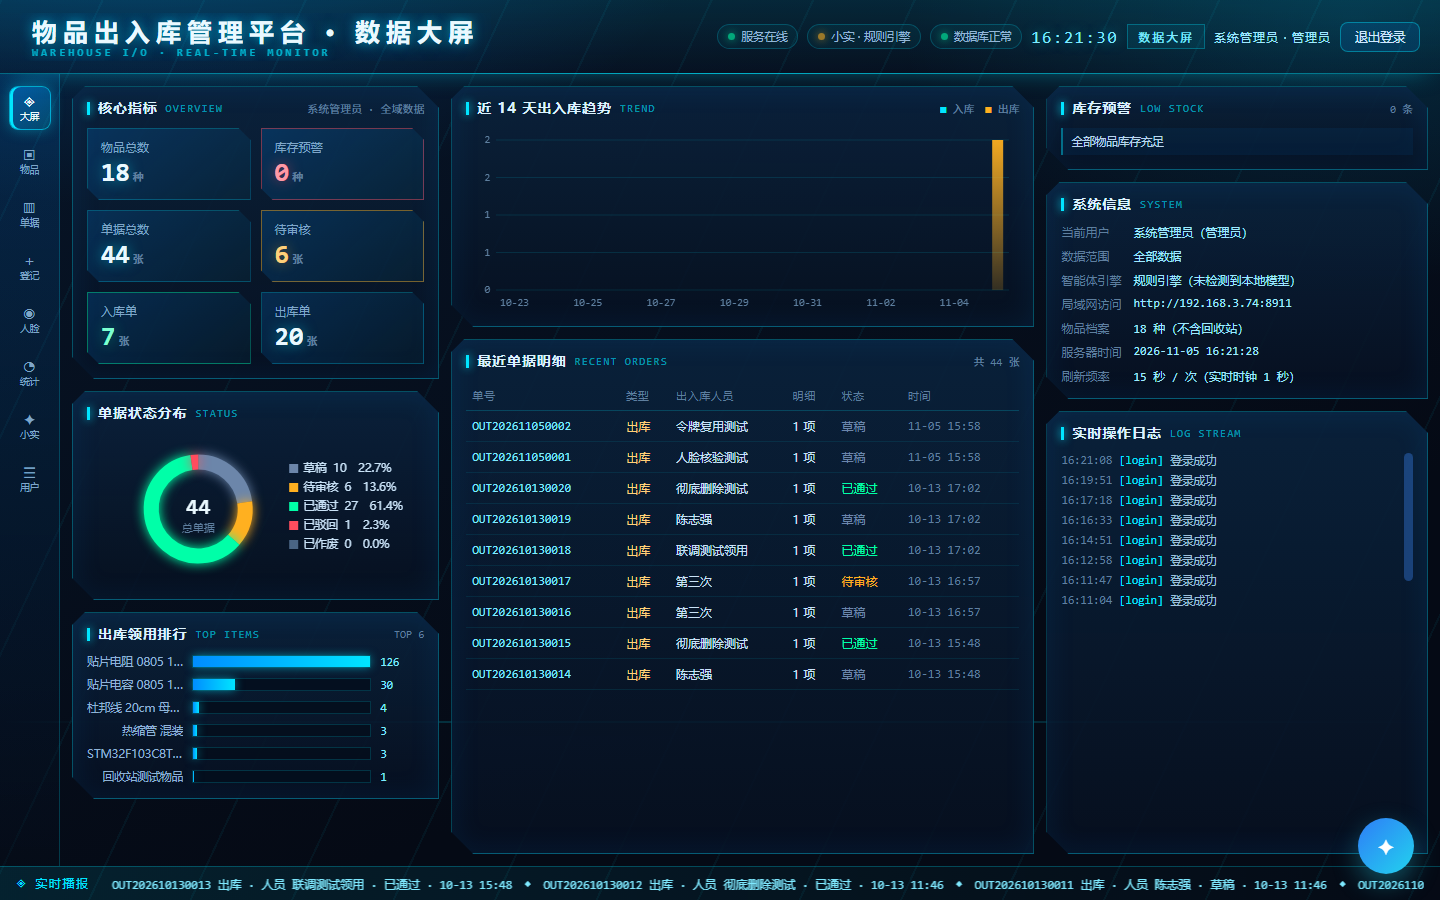 物品出入库管理平台 • 数据大屏
WAREHOUSE I/O · REAL-TIME MONITOR
服务在线
小实 · 规则引擎
数据库正常
16:21:30
数据大屏
系统管理员 · 管理员
退出登录
大屏
物品
单据
登记
人脸
统计
小实
用户
核心指标 OVERVIEW
系统管理员 · 全域数据
物品总数
18 种
库存预警
0 种
单据总数
44 张
待审核
6 张
入库单
7 张
出库单
20 张
单据状态分布 STATUS
44
总单据
草稿 10 22.7%
待审核 6 13.6%
已通过 27 61.4%
已驳回 1 2.3%
已作废 0 0.0%
出库领用排行 TOP ITEMS
TOP 6
贴片电阻 0805 1... 126
贴片电容 0805 1... 30
杜邦线 20cm 母... 4
热缩管 混装 3
STM32F103C8T... 3
回收站测试物品 1
近 14 天出入库趋势 TREND
入库 出库
2
2
1
1
0
10-23 10-25 10-27 10-29 10-31 11-02 11-04
最近单据明细 RECENT ORDERS
共 44 张
单号 类型 出入库人员 明细 状态 时间
OUT202611050002 出库 令牌复用测试 1 项 草稿 11-05 15:58
OUT202611050001 出库 人脸核验测试 1 项 草稿 11-05 15:58
OUT202610130020 出库 彻底删除测试 1 项 已通过 10-13 17:02
OUT202610130019 出库 陈志强 1 项 草稿 10-13 17:02
OUT202610130018 出库 联调测试领用 1 项 已通过 10-13 17:02
OUT202610130017 出库 第三次 1 项 待审核 10-13 16:57
OUT202610130016 出库 第三次 1 项 草稿 10-13 16:57
OUT202610130015 出库 彻底删除测试 1 项 已通过 10-13 15:48
OUT202610130014 出库 陈志强 1 项 草稿 10-13 15:48
库存预警 LOW STOCK
0 条
全部物品库存充足
系统信息 SYSTEM
当前用户 系统管理员 (管理员)
数据范围 全部数据
智能体引擎 规则引擎 (未检测到本地模型)
局域网访问 http://192.168.3.74:8911
物品档案 18 种 (不含回收站)
服务器时间 2026-11-05 16:21:28
刷新频率 15 秒 / 次 (实时时钟 1 秒)
实时操作日志 LOG STREAM
16:21:08 [login] 登录成功
16:19:51 [login] 登录成功
16:17:18 [login] 登录成功
16:16:33 [login] 登录成功
16:14:51 [login] 登录成功
16:12:58 [login] 登录成功
16:11:47 [login] 登录成功
16:11:04 [login] 登录成功
◈ 实时播报 OUT202610130013 出库 · 人员 联调测试领用 · 已通过 · 10-13 15:48 ◆ OUT202610130012 出库 · 人员 彻底删除测试 · 已通过 · 10-13 11:46 ◆ OUT202610130011 出库 · 人员 陈志强 · 草稿 · 10-13 11:46 ◆ OUT2026110